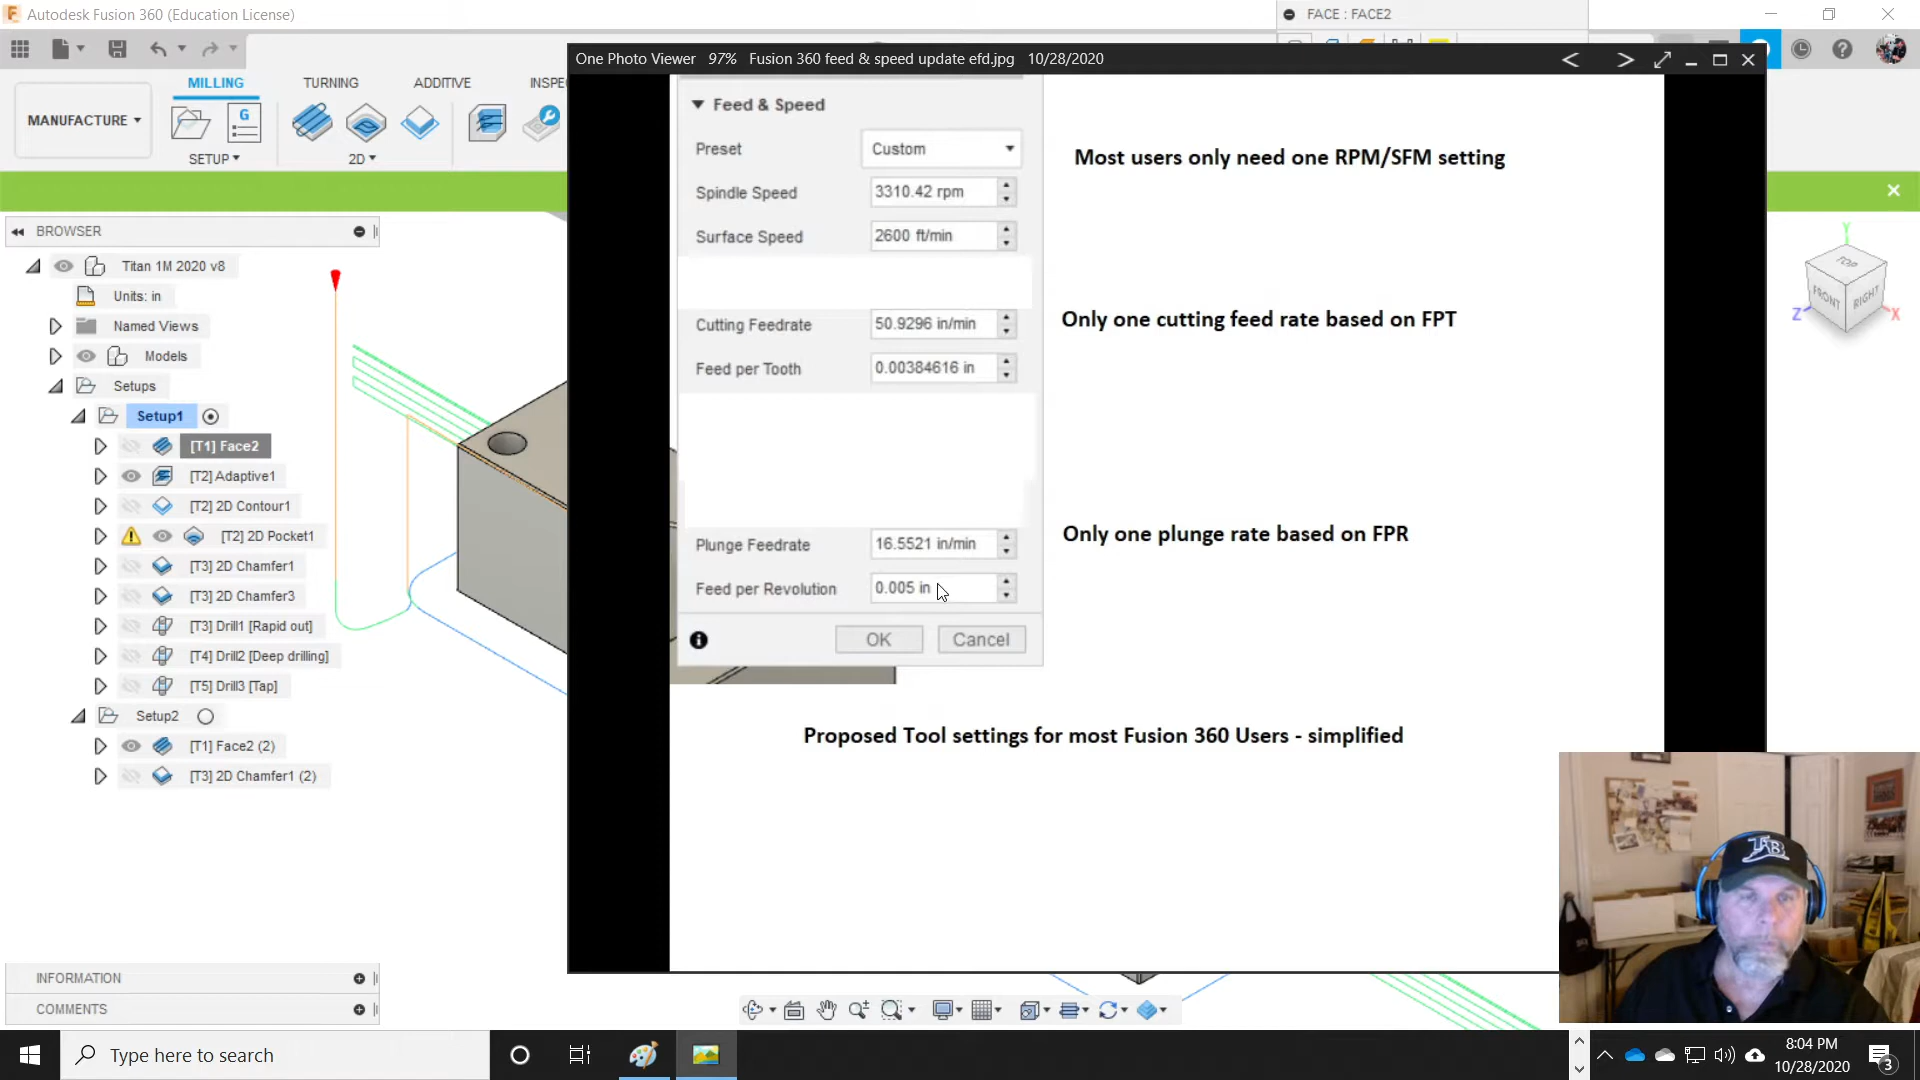 Autodesk Fusion 360 (Education License)
FACE : FACE2
One Photo Viewer 97% Fusion 360 feed & speed update efd.jpg 10/28/2020
MILLING
TURNING
ADDITIVE
INSPE
MANUFACTURE
G
SETUP
2D
BROWSER
Titan 1M 2020 v8
Units: in
Named Views
Models
Setups
Setup1
[T1] Face2
[T2] Adaptive1
[T2] 2D Contour1
[T2] 2D Pocket1
[T3] 2D Chamfer1
[T3] 2D Chamfer3
[T3] Drill1 [Rapid out]
[T4] Drill2 [Deep drilling]
[T5] Drill3 [Tap]
Setup2
[T1] Face2 (2)
[T3] 2D Chamfer1 (2)
INFORMATION
COMMENTS
Feed & Speed
Preset Custom
Spindle Speed 3310.42 rpm
Surface Speed 2600 ft/min
Cutting Feedrate 50.9296 in/min
Feed per Tooth 0.00384616 in
Plunge Feedrate 16.5521 in/min
Feed per Revolution 0.005 in
OK Cancel
Most users only need one RPM/SFM setting
Only one cutting feed rate based on FPT
Only one plunge rate based on FPR
Proposed Tool settings for most Fusion 360 Users - simplified
Y
TOP
FRONT RIGHT
Z X
TB
Type here to search
8:04 PM
10/28/2020
3